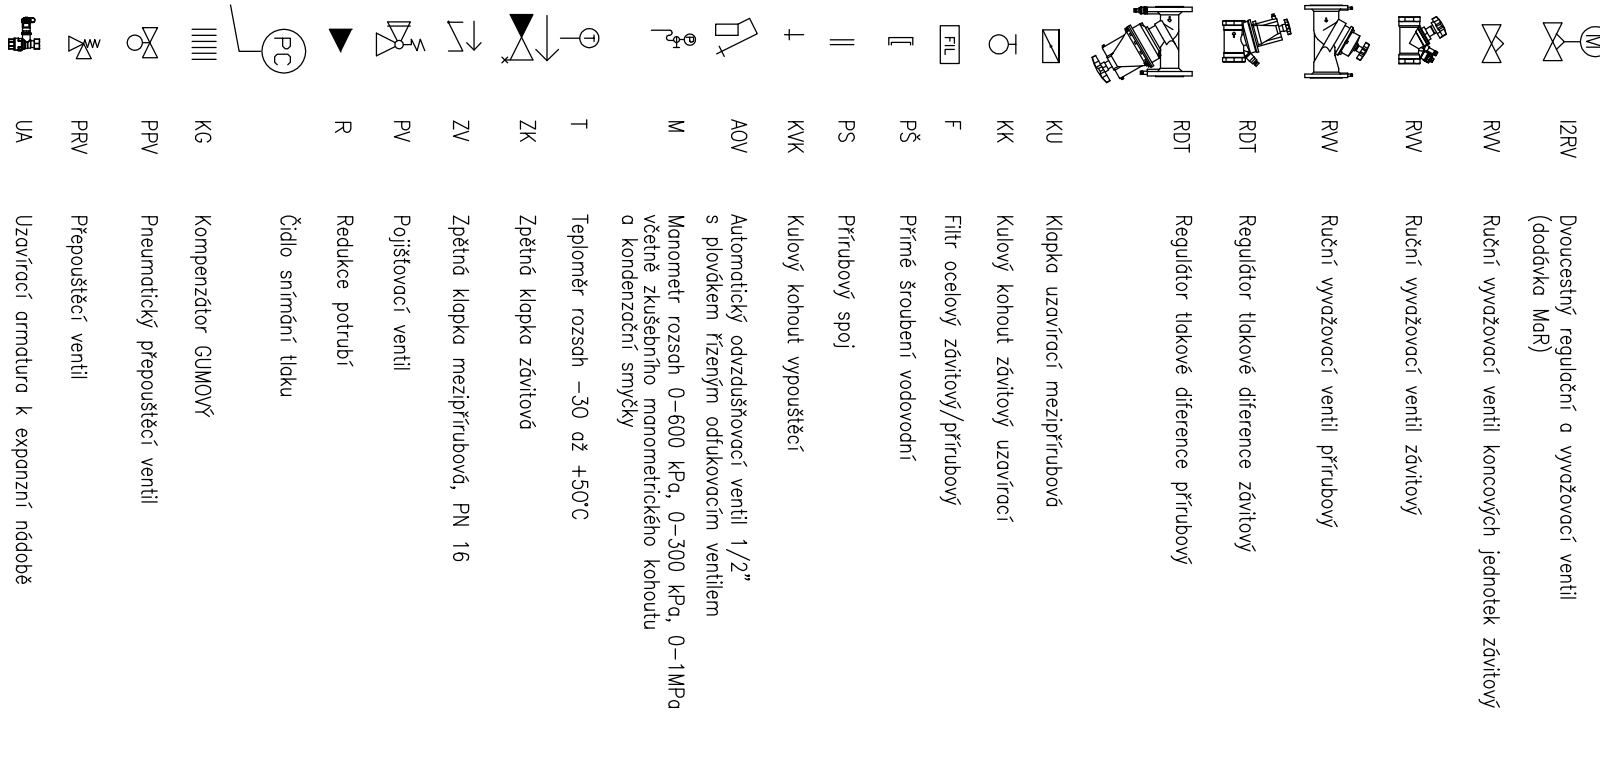 M I2RV Dvoucestný regulační a vyvažovací ventil
(dodávka MaR)
RVV Ruční vyvažovací ventil koncových jednotek závitový
RVV Ruční vyvažovací ventil závitový
RVV Ruční vyvažovací ventil přírubový
RDT Regulátor tlakové diference závitový
RDT Regulátor tlakové diference přírubový
KU Klapka uzavírací mezipřírubová
KK Kulový kohout závitový uzavírací
FIL F Filtr ocelový závitový/přírubový
PŠ Přímé šroubení vodovodní
PS Přírubový spoj
KVK Kulový kohout vypouštěcí
AOV Automatický odvzdušňovací ventil 1/2"
s plovákem řízeným odfukovacím ventilem
P M Manometr rozsah 0-600 kPa, 0-300 kPa, 0-1MPa
včetně zkušebního manometrického kohoutu
a kondenzační smyčky
T T Teploměr rozsah -30 až +50°C
ZK Zpětná klapka závitová
ZV Zpětná klapka mezipřírubová, PN 16
PV Pojišťovací ventil
R Redukce potrubí
PC Čidlo snímání tlaku
KG Kompenzátor GUMOVÝ
PPV Pneumatický přepouštěcí ventil
PRV Přepouštěcí ventil
UA Uzavírací armatura k expanzní nádobě